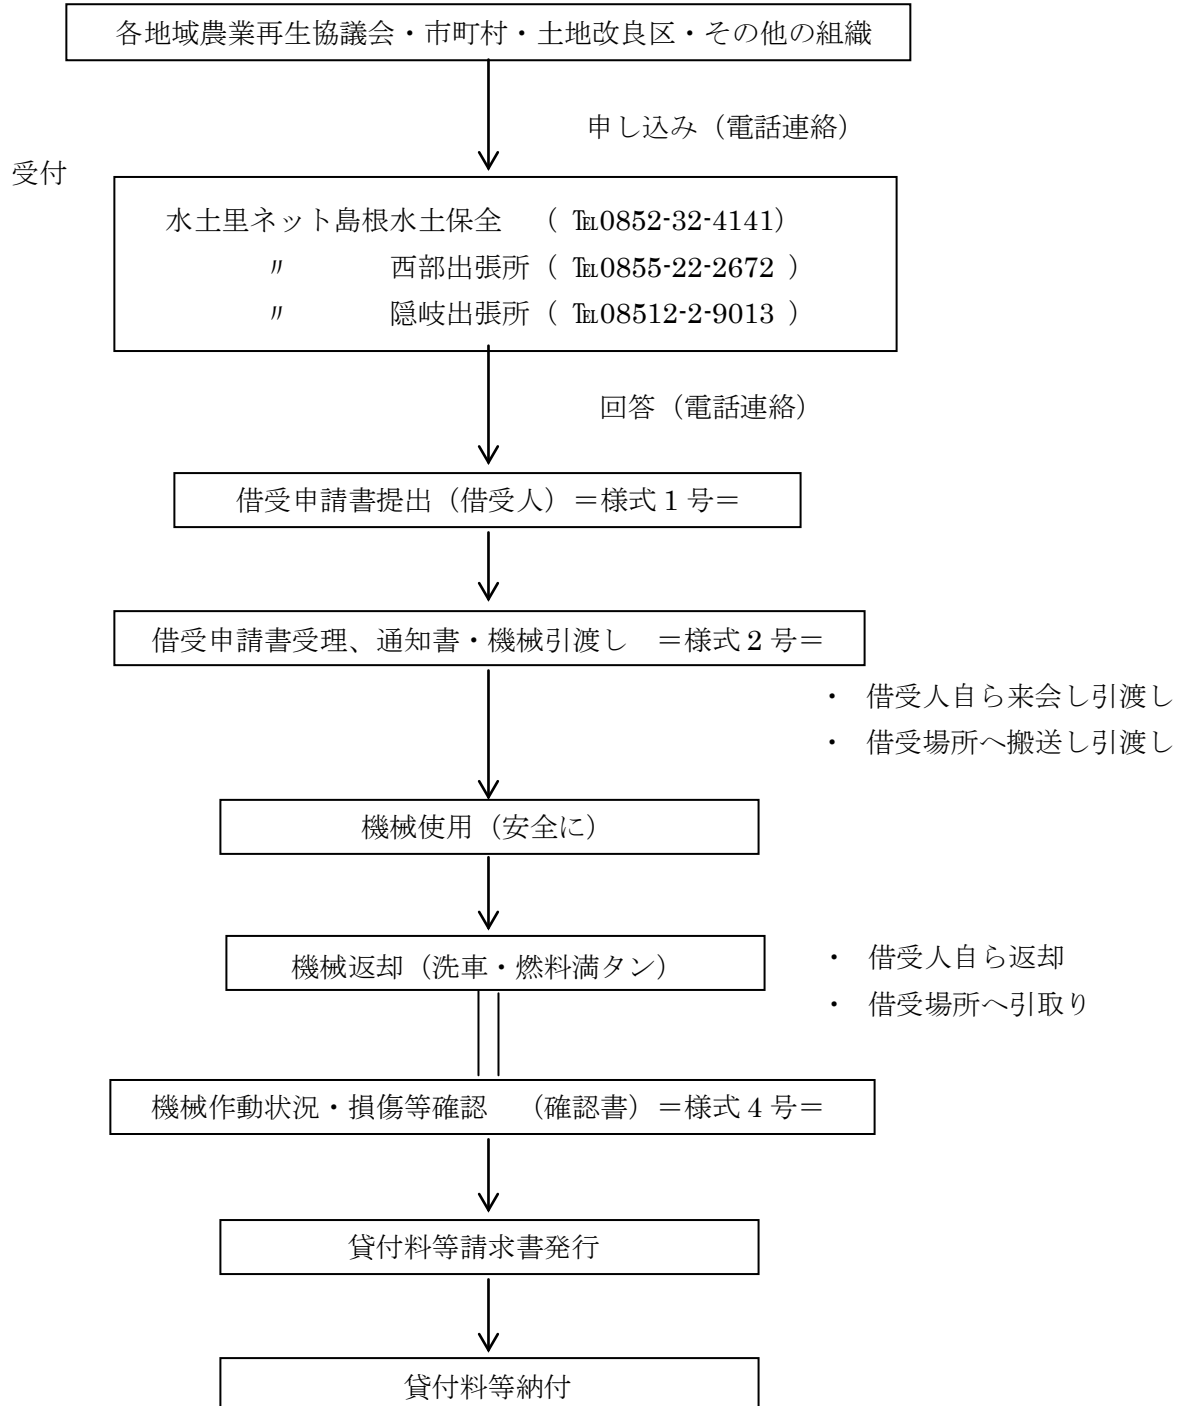 各地域農業再生協議会・市町村・土地改良区・その他の組織
申し込み（電話連絡）
受付
水土里ネット島根水土保全　（ ℡0852-32-4141）
〃　西部出張所（ ℡0855-22-2672 ）
〃　隠岐出張所（ ℡08512-2-9013 ）
回答（電話連絡）
借受申請書提出（借受人）＝様式 1 号＝
借受申請書受理、通知書・機械引渡し　＝様式 2 号＝
・ 借受人自ら来会し引渡し
・ 借受場所へ搬送し引渡し
機械使用（安全に）
機械返却（洗車・燃料満タン）
・ 借受人自ら返却
・ 借受場所へ引取り
機械作動状況・損傷等確認　（確認書）＝様式 4 号＝
貸付料等請求書発行
貸付料等納付